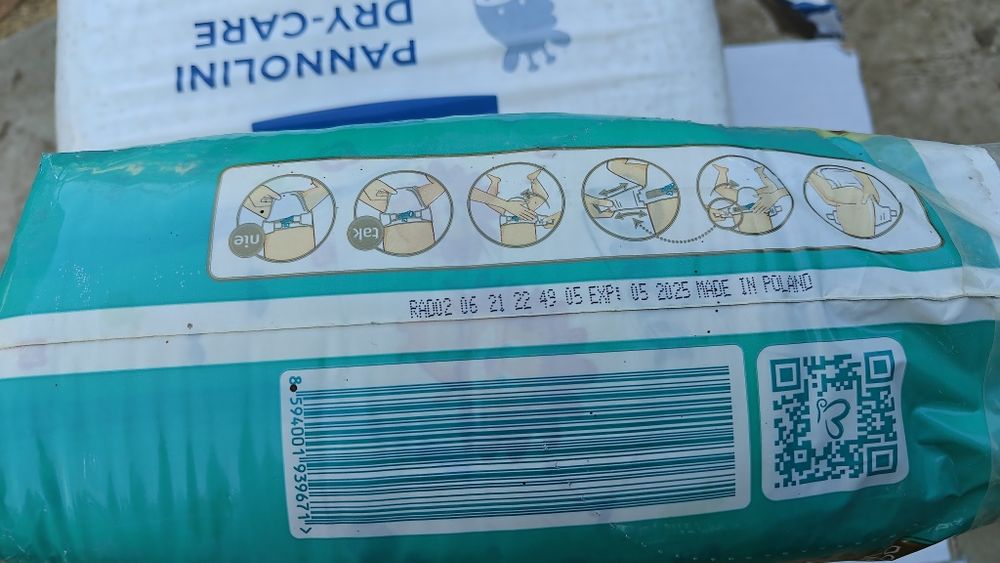 PANNOLINI
DRY-CARE
nie
tak
RAD02 06 21 22 49 05 EXP: 05 2025 MADE IN POLAND
8 594001 939671 >